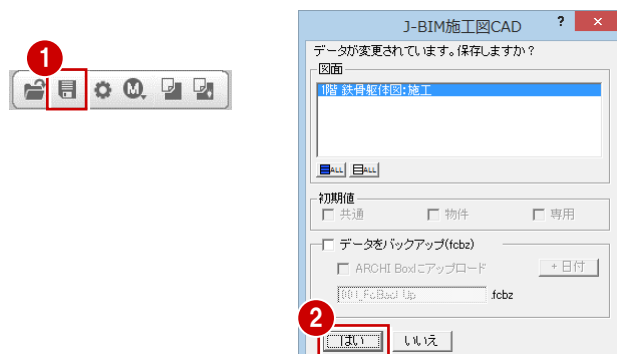 1
M
J-BIM施工図CAD
?
×
データが変更されています。保存しますか?
図面
1階 鉄骨躯体図:施工
ALL ALL
初期値
共通 物件 専用
データをバックアップ(fcbz)
ARCHI Boxにアップロード
+日付
001_FcBackUp .fcbz
2
はい いいえ